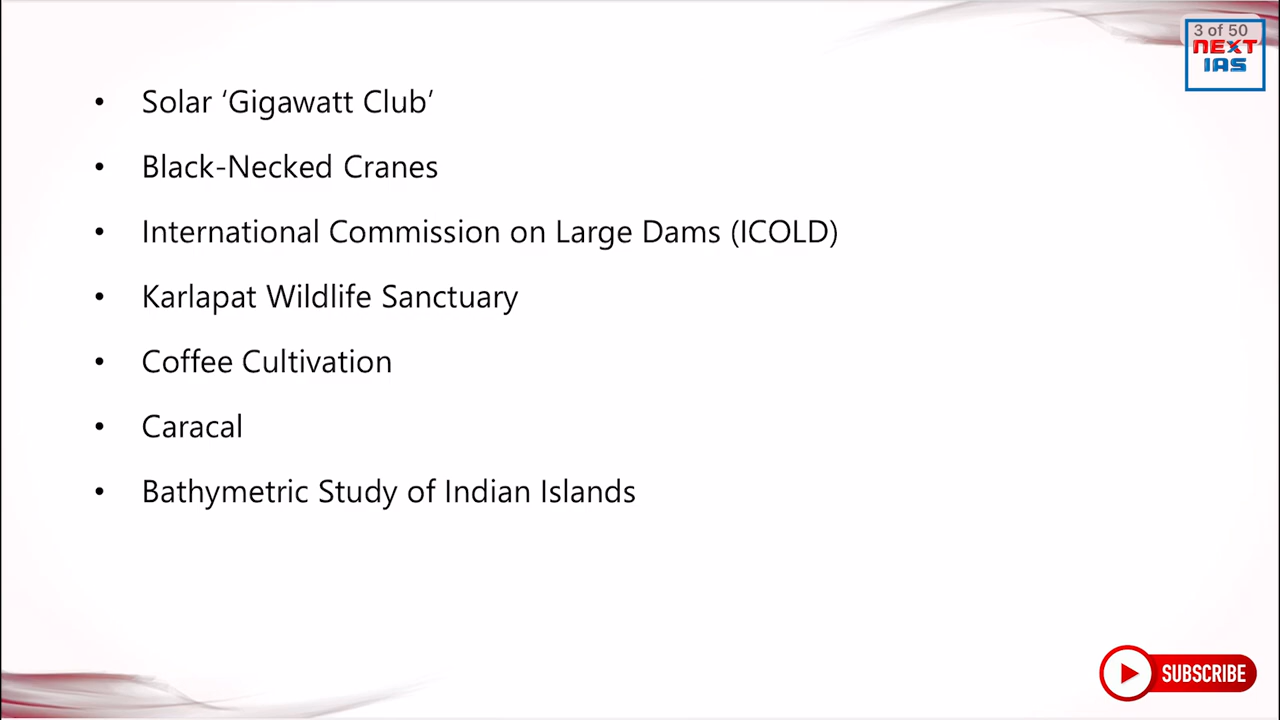 3 of 50
NEXT
IAS
• Solar ‘Gigawatt Club’
• Black-Necked Cranes
• International Commission on Large Dams (ICOLD)
• Karlapat Wildlife Sanctuary
• Coffee Cultivation
• Caracal
• Bathymetric Study of Indian Islands
SUBSCRIBE